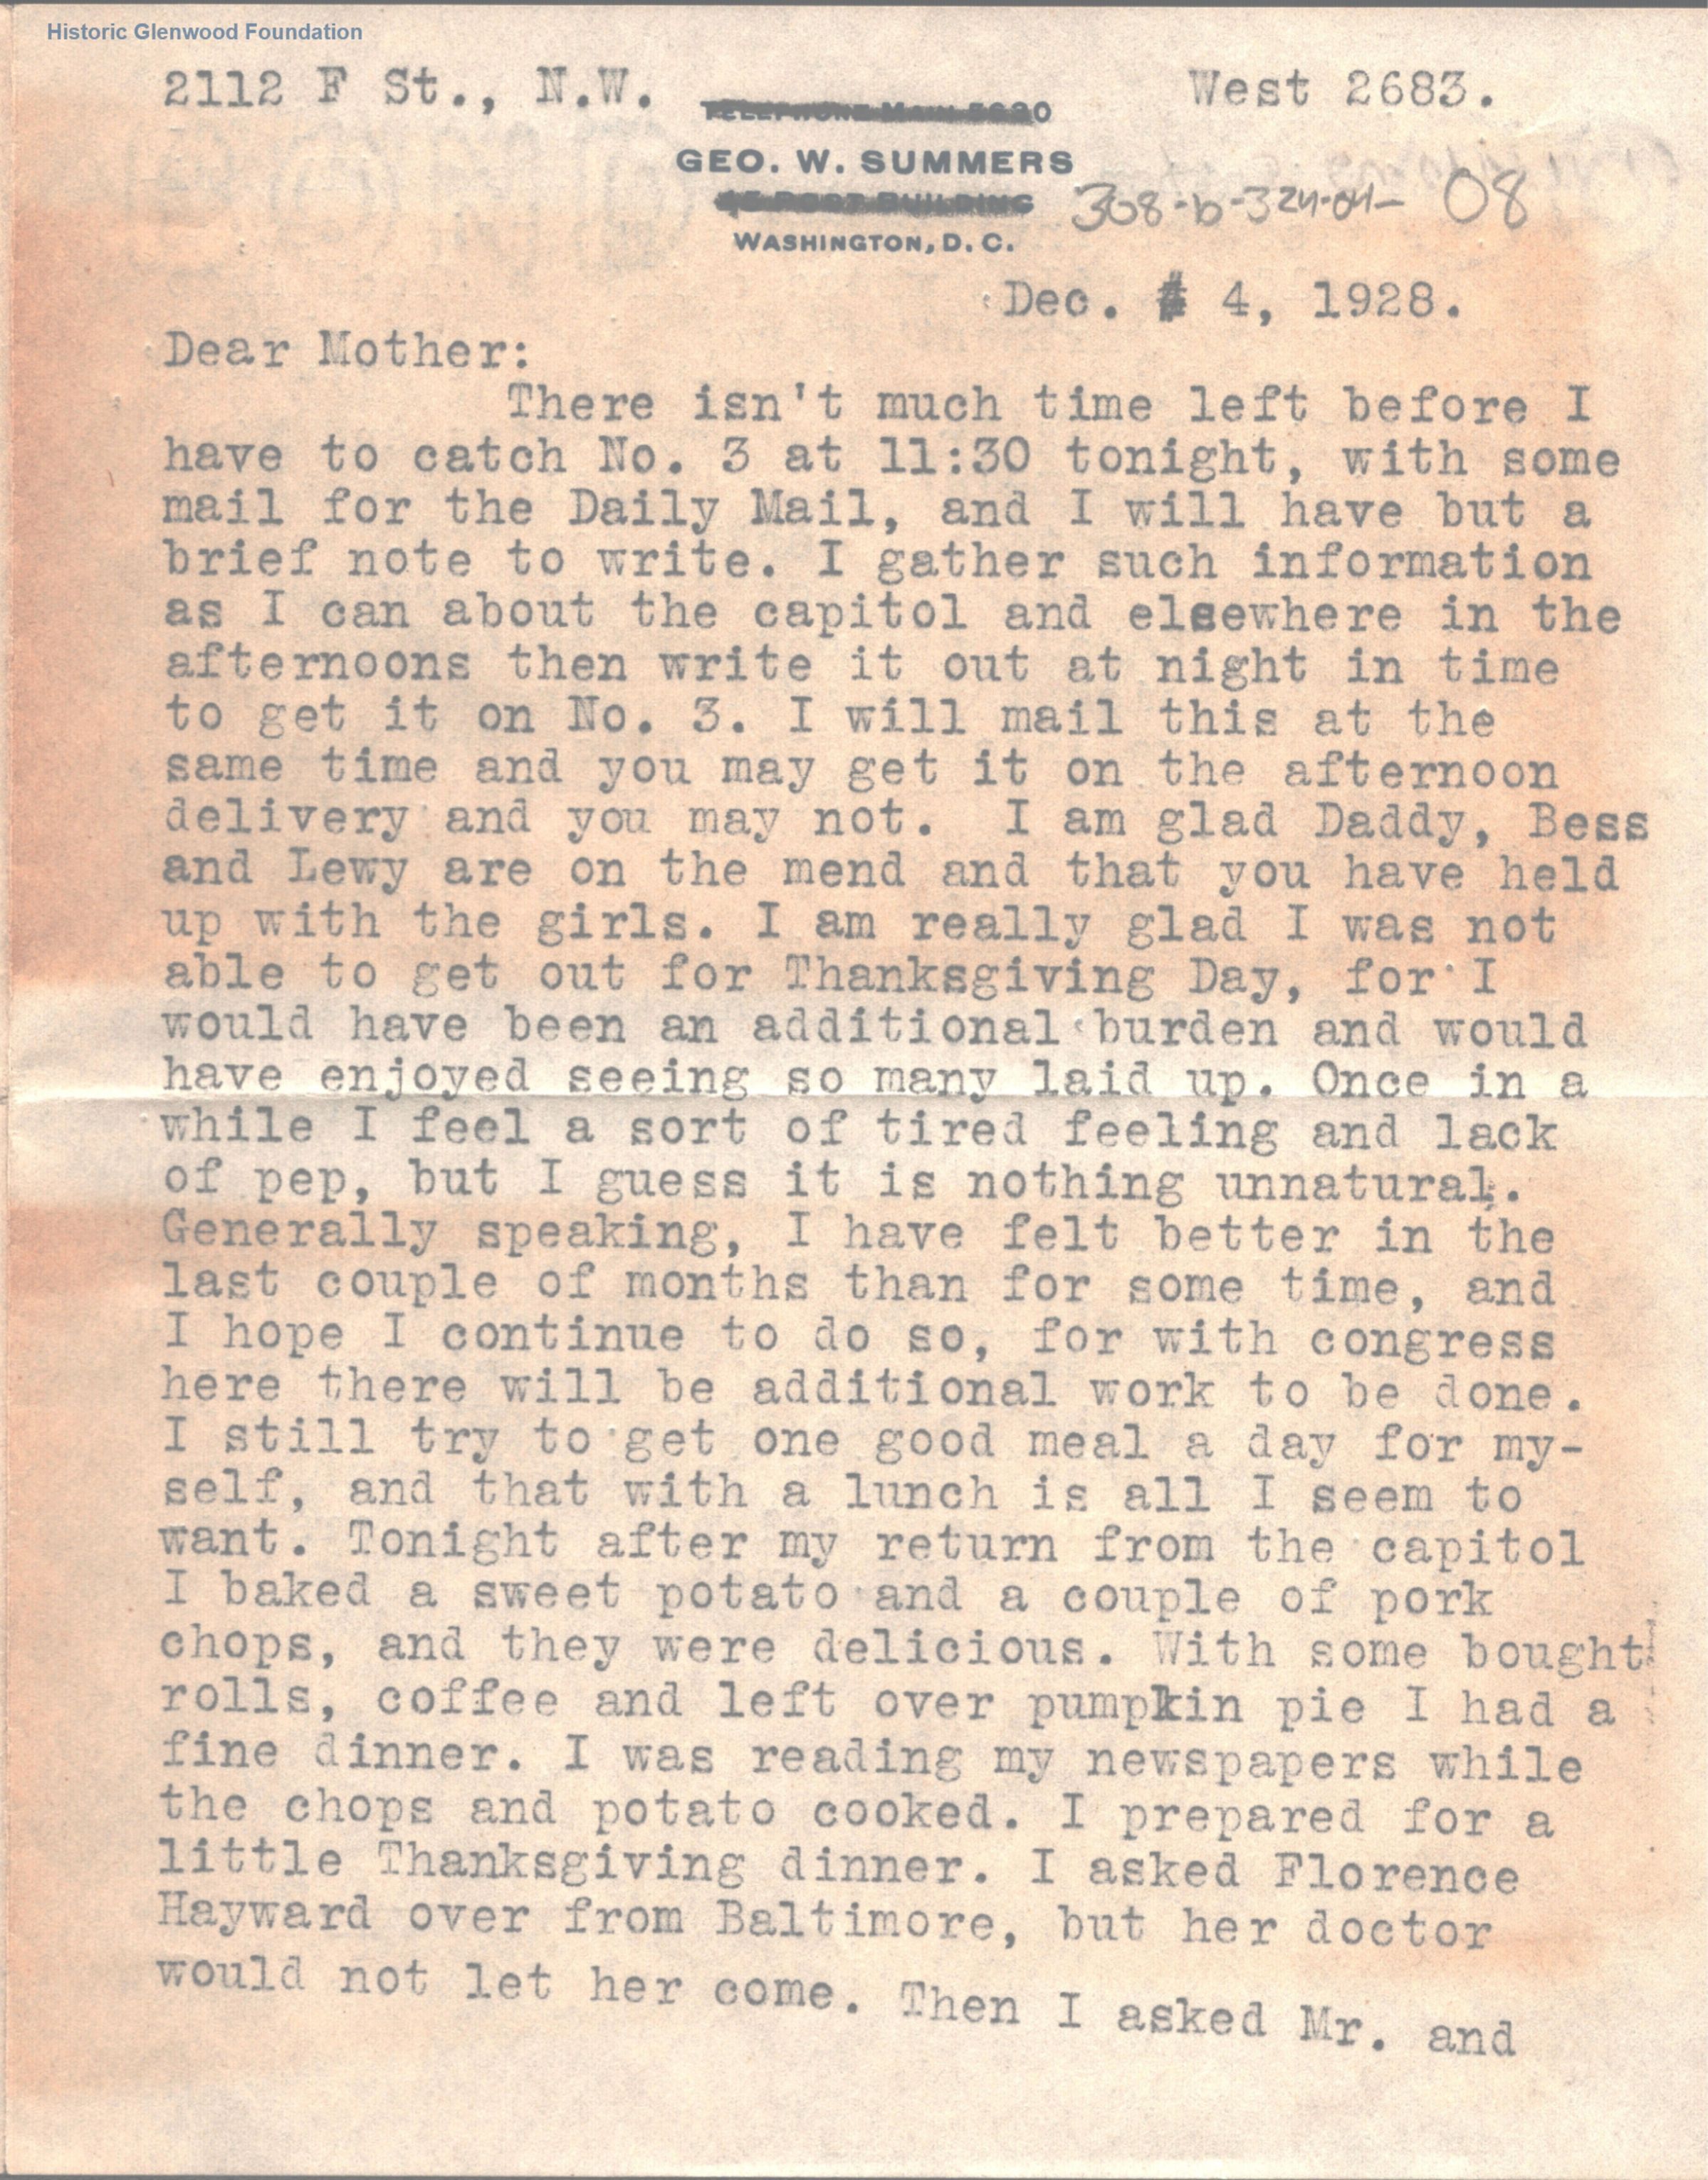 Historic Glenwood Foundation
2112 F St., N.W.
West 2683.
GEO. W. SUMMERS
308-b-324-04- 08
WASHINGTON, D. C.
Dec. 4, 1928.
Dear Mother:
There isn't much time left before I
have to catch No. 3 at 11:30 tonight, with some
mail for the Daily Mail, and I will have but a
brief note to write. I gather such information
as I can about the capitol and elsewhere in the
afternoons then write it out at night in time
to get it on No. 3. I will mail this at the
same time and you may get it on the afternoon
delivery and you may not. I am glad Daddy, Bess
and Lewy are on the mend and that you have held
up with the girls. I am really glad I was not
able to get out for Thanksgiving Day, for I
would have been an additional burden and would
have enjoyed seeing so many laid up. Once in a
while I feel a sort of tired feeling and lack
of pep, but I guess it is nothing unnatural.
Generally speaking, I have felt better in the
last couple of months than for some time, and
I hope I continue to do so, for with congress
here there will be additional work to be done.
I still try to get one good meal a day for my-
self, and that with a lunch is all I seem to
want. Tonight after my return from the capitol
I baked a sweet potato and a couple of pork
chops, and they were delicious. With some bought
rolls, coffee and left over pumpkin pie I had a
fine dinner. I was reading my newspapers while
the chops and potato cooked. I prepared for a
little Thanksgiving dinner. I asked Florence
Hayward over from Baltimore, but her doctor
would not let her come. Then I asked Mr. and